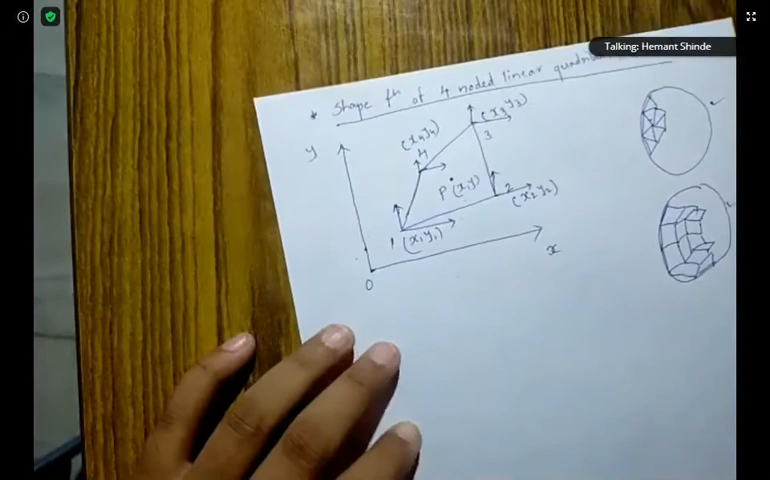 Talking: Hemant Shinde
* Shape fⁿ of 4 noded linear
y
(x₃ y₃)
3
(x₄ y₄)
4
P (x, y)
2
(x₂ y₂)
1 (x₁ y₁)
x
0